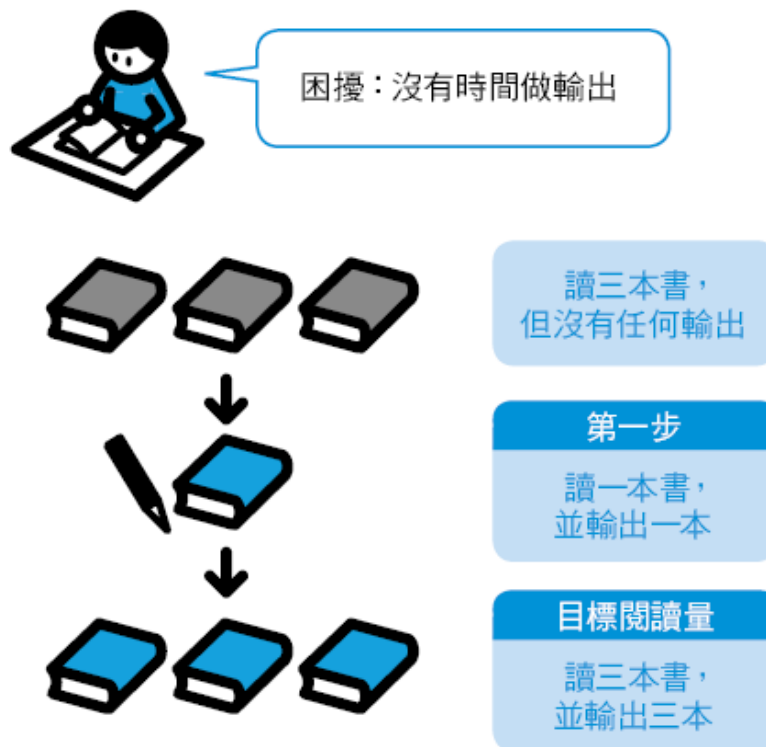 困擾：沒有時間做輸出
讀三本書，
但沒有任何輸出
第一步
讀一本書，
並輸出一本
目標閱讀量
讀三本書，
並輸出三本